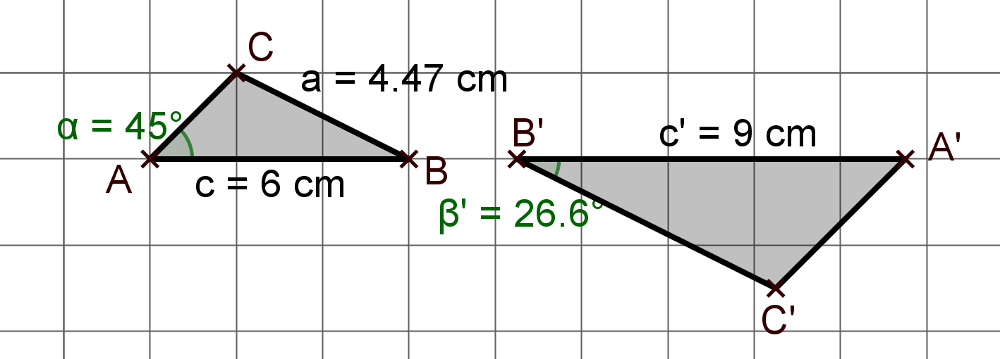 C
a = 4.47 cm
α = 45°
A
c = 6 cm
B
B'
c' = 9 cm
A'
β' = 26.6°
C'